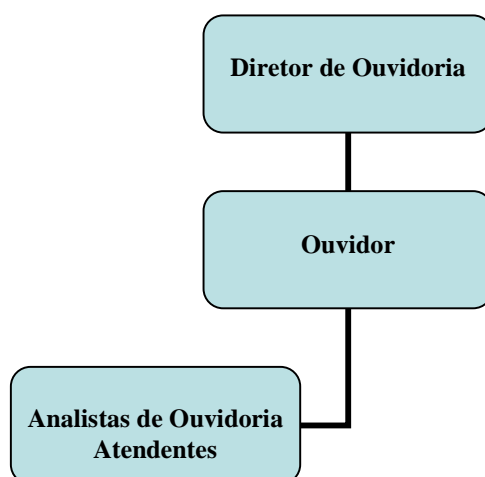 Diretor de Ouvidoria
Ouvidor
Analistas de Ouvidoria
Atendentes